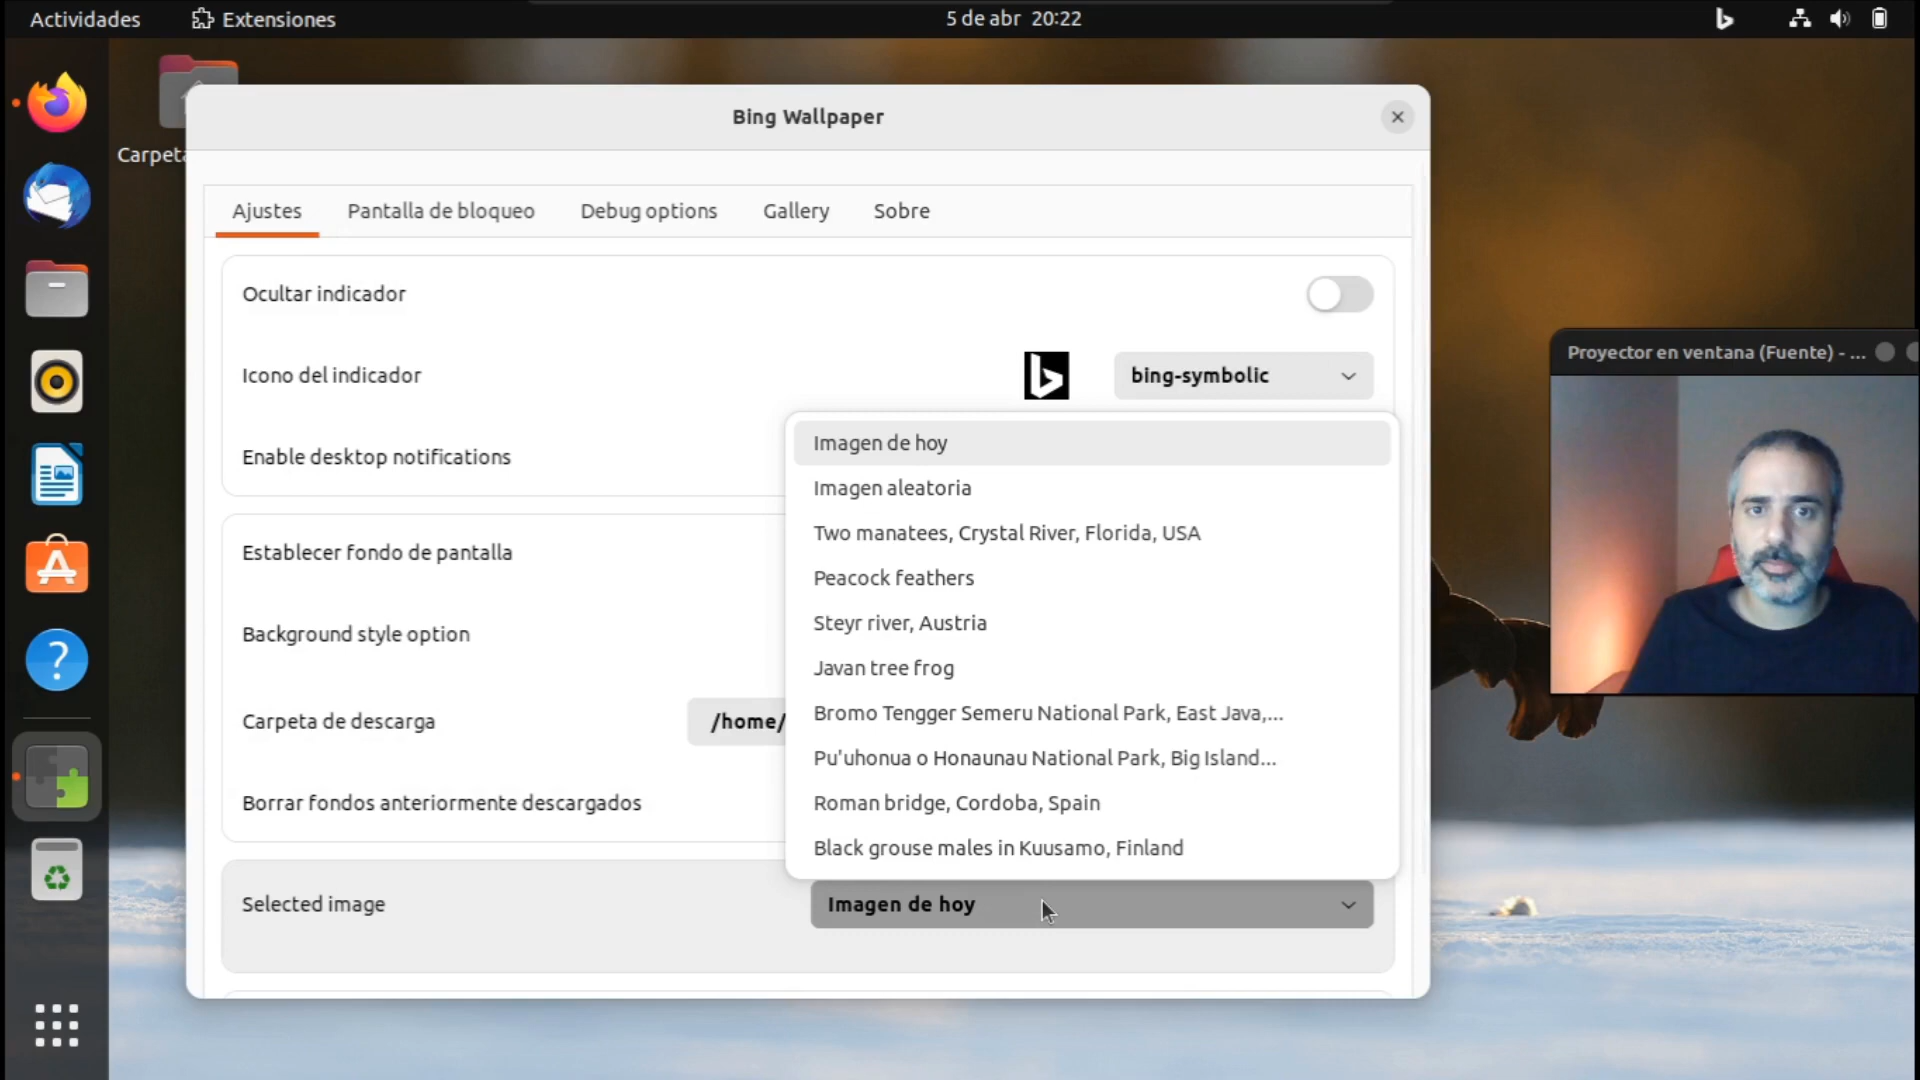 Actividades
Extensiones
5 de abr 20:22
Carpeta
Bing Wallpaper
Ajustes
Pantalla de bloqueo
Debug options
Gallery
Sobre
Ocultar indicador
Icono del indicador
bing-symbolic
Enable desktop notifications
Imagen de hoy
Imagen aleatoria
Two manatees, Crystal River, Florida, USA
Peacock feathers
Steyr river, Austria
Javan tree frog
Bromo Tengger Semeru National Park, East Java,...
Pu'uhonua o Honaunau National Park, Big Island...
Roman bridge, Cordoba, Spain
Black grouse males in Kuusamo, Finland
Establecer fondo de pantalla
Background style option
Carpeta de descarga
/home/
Borrar fondos anteriormente descargados
Selected image
Imagen de hoy
Proyector en ventana (Fuente) - ...